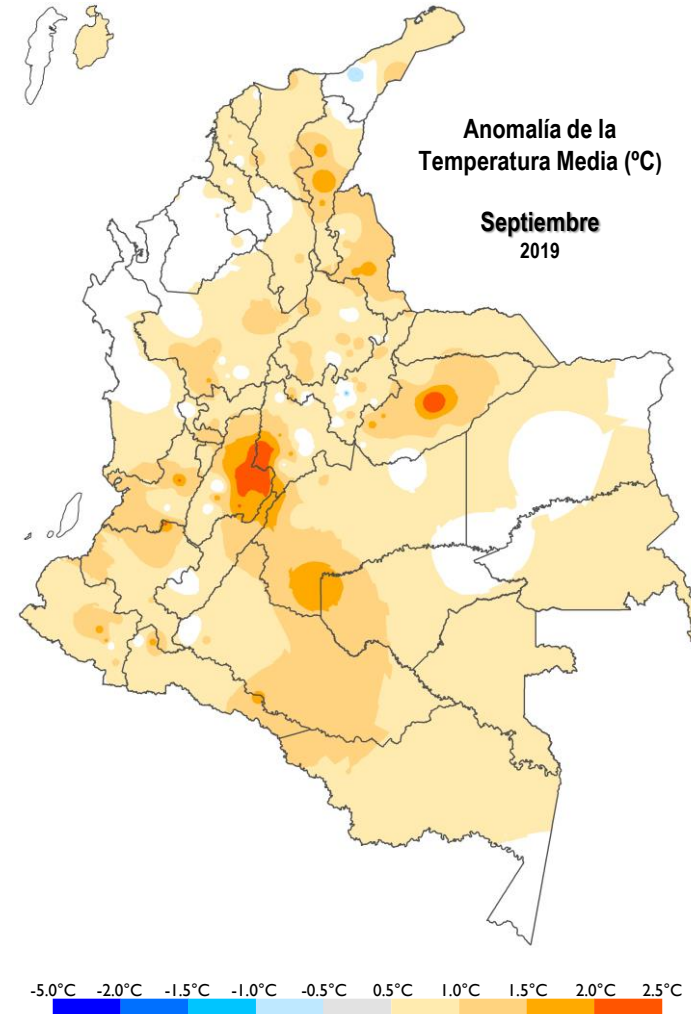 Anomalía de la
Temperatura Media (ºC)
Septiembre
2019
-5.0°C -2.0°C -1.5°C -1.0°C -0.5°C 0.5°C 1.0°C 1.5°C 2.0°C 2.5°C